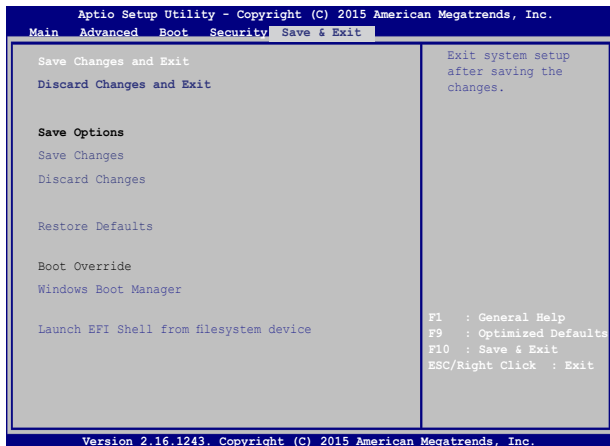 Aptio Setup Utility - Copyright (C) 2015 American Megatrends, Inc.
Main Advanced Boot Security Save & Exit
Save Changes and Exit
Discard Changes and Exit
Save Options
Save Changes
Discard Changes
Restore Defaults
Boot Override
Windows Boot Manager
Launch EFI Shell from filesystem device
Exit system setup
after saving the
changes.
F1 : General Help
F9 : Optimized Defaults
F10 : Save & Exit
ESC/Right Click : Exit
Version 2.16.1243. Copyright (C) 2015 American Megatrends, Inc.